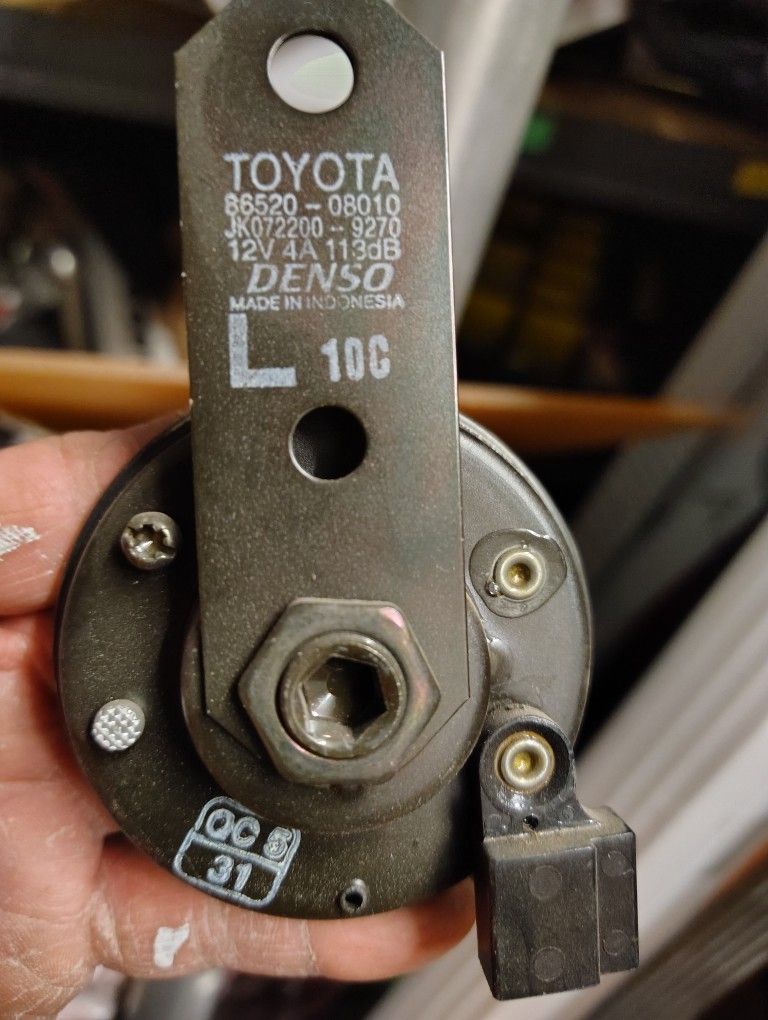 TOYOTA
86520-08010
JK072200-9270
12V 4A 113dB
DENSO
MADE IN INDONESIA
L 10C
QC 5
31